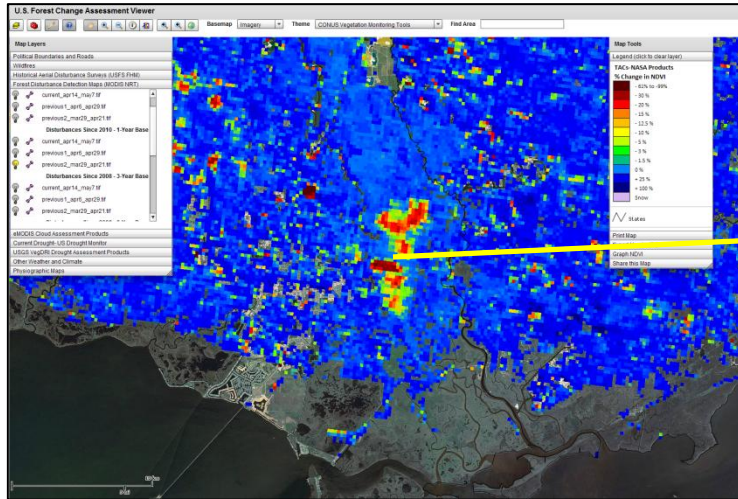 U.S. Forest Change Assessment Viewer
Basemap Imagery Theme CONUS Vegetation Monitoring Tools Find Area
Map Layers
Political Boundaries and Roads
Wildfires
Historical Aerial Disturbance Surveys (USFS FHM)
Forest Disturbance Detection Maps (MODIS NRT)
current_apr14_may7.tif
previous1_apr6_apr29.tif
previous2_mar29_apr21.tif
Disturbances Since 2010 - 1-Year Base
current_apr14_may7.tif
previous1_apr6_apr29.tif
previous2_mar29_apr21.tif
Disturbances Since 2008 - 3-Year Base
current_apr14_may7.tif
previous1_apr6_apr29.tif
previous2_mar29_apr21.tif
eMODIS Cloud Assessment Products
Current Drought- US Drought Monitor
USGS VegDRI Drought Assessment Products
Other Weather and Climate
Physiographic Maps
Map Tools
Legend (click to clear layer)
TACs-NASA Products
% Change in NDVI
- 30 %
- 20 %
- 15 %
- 12.5 %
- 10 %
- 5 %
- 3 %
- 1.5 %
0 %
+ 25 %
+ 100 %
Snow
States
Print Map
Graph NDVI
Share this Map